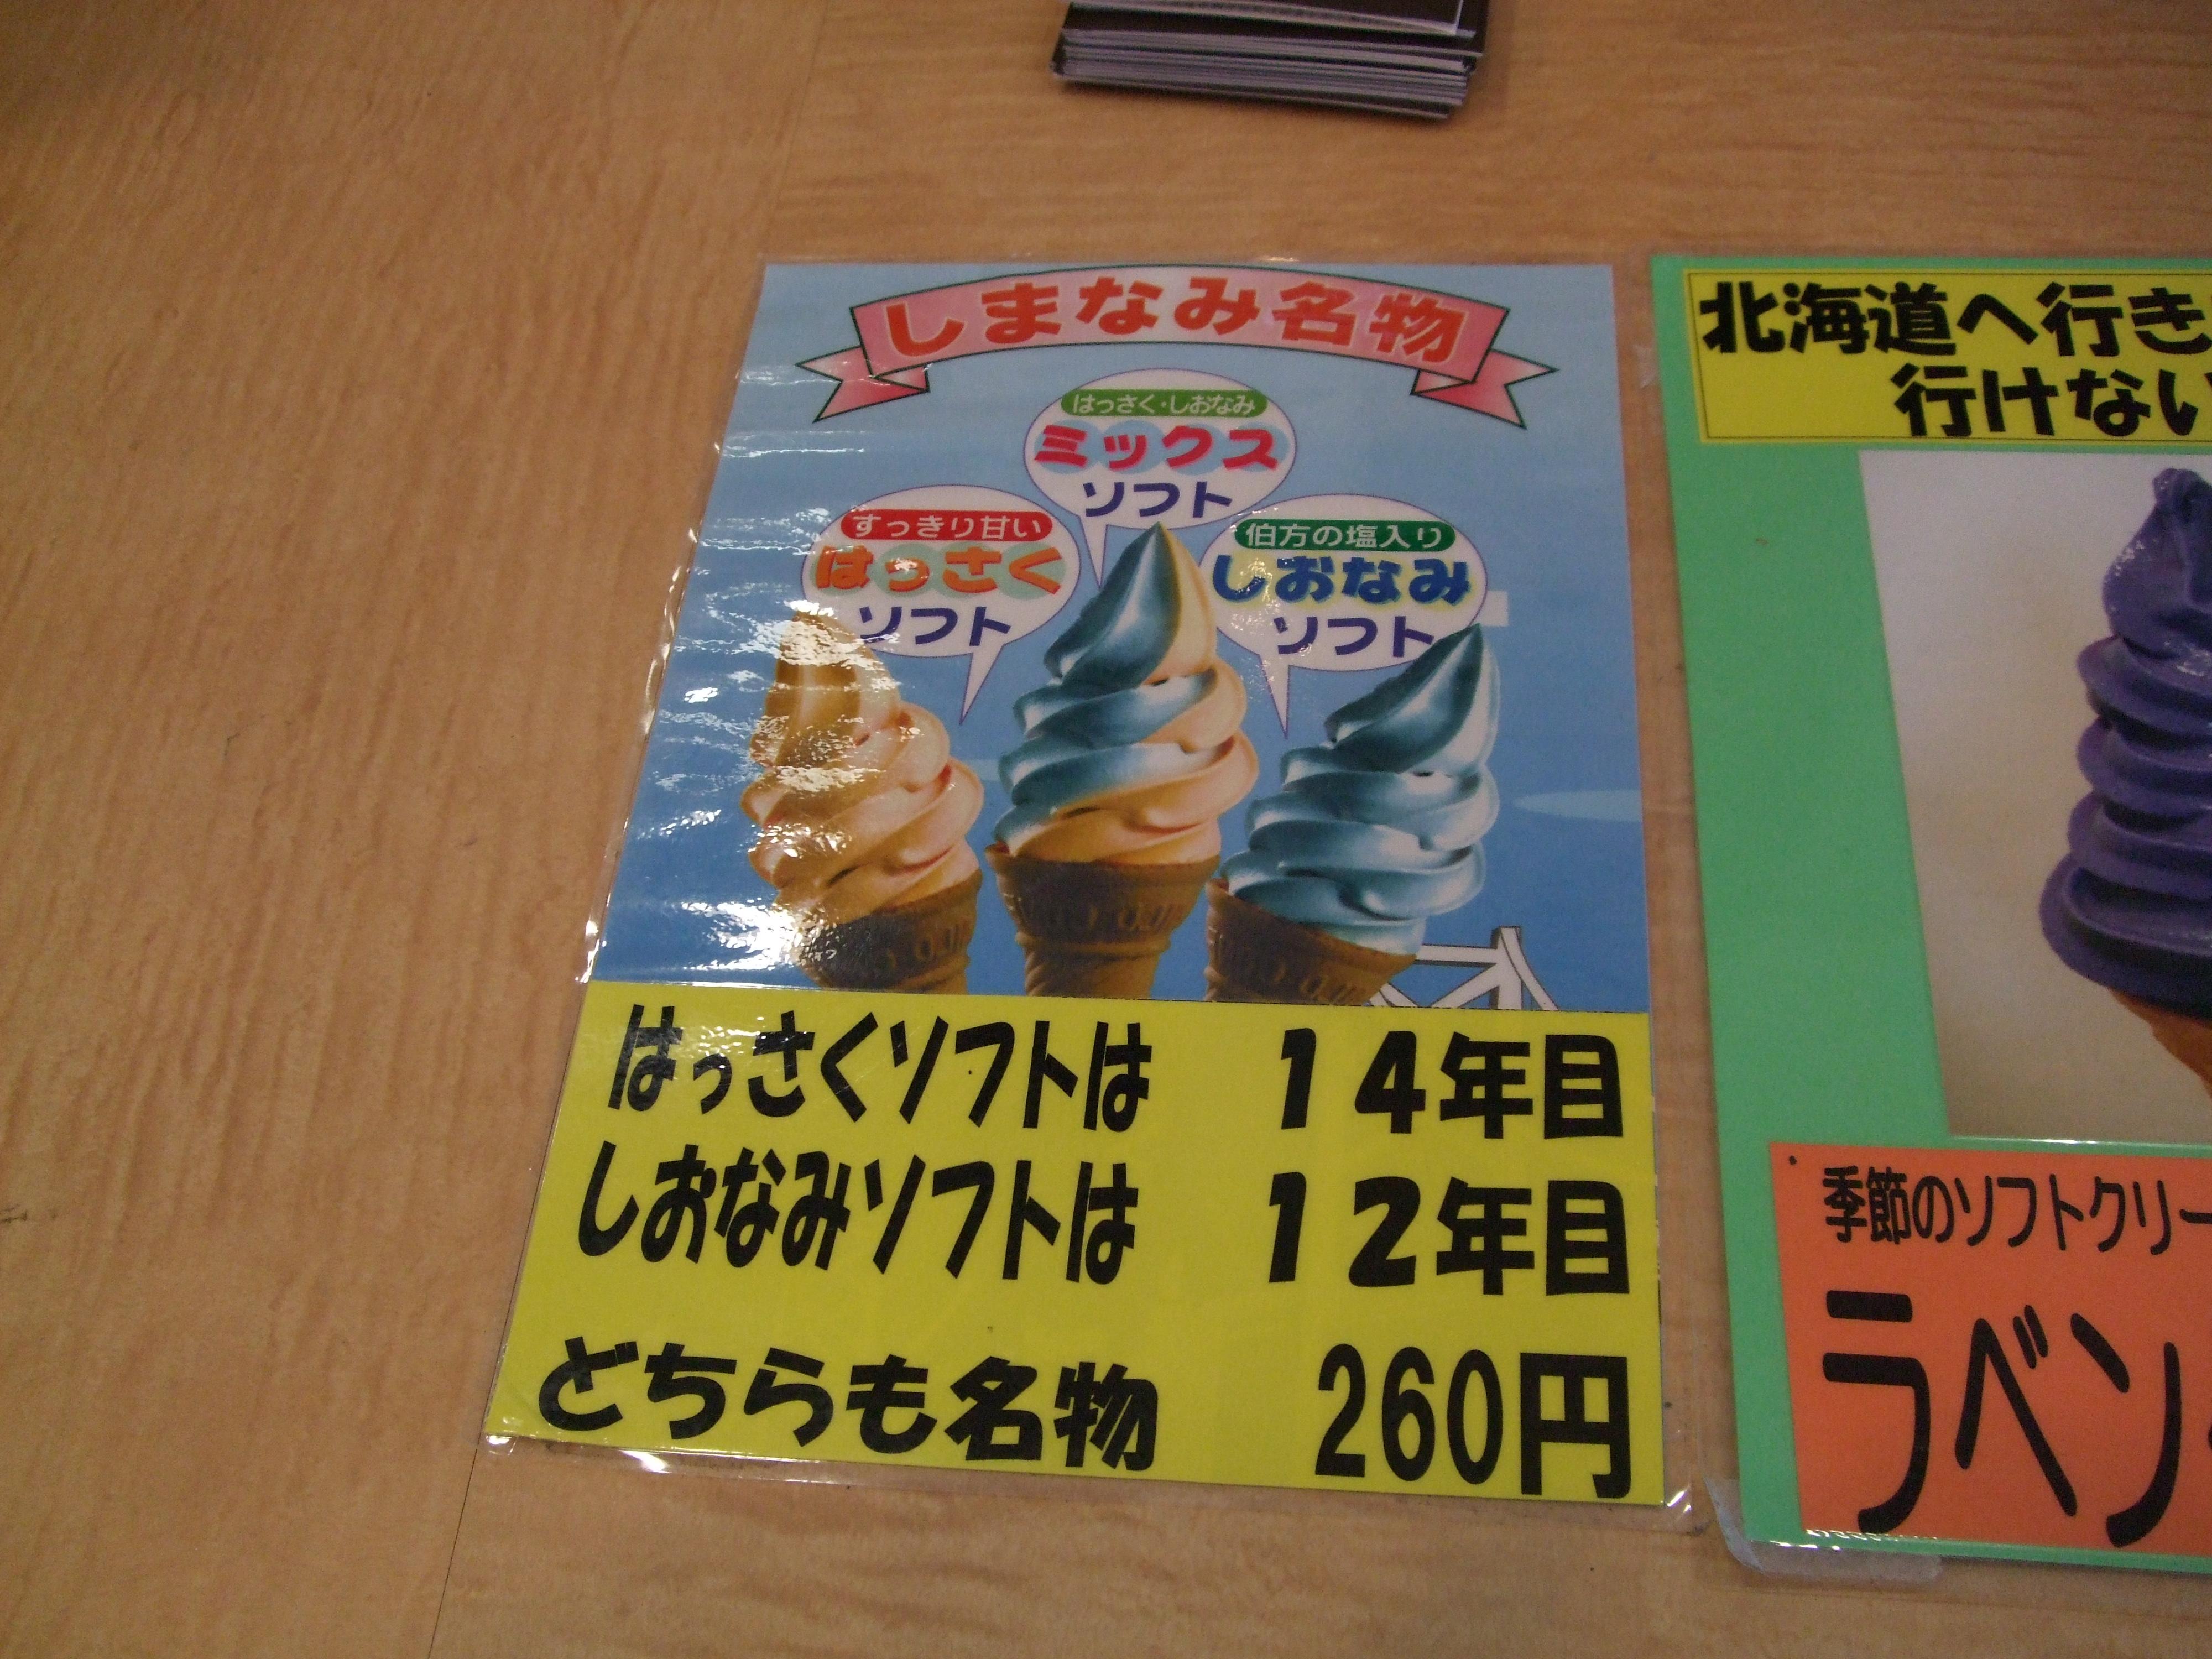 しまなみ名物
はっさく・しおなみ
ミックス
ソフト
すっきり甘い
はっさく
ソフト
伯方の塩入り
しおなみ
ソフト
はっさくソフトは 14年目
しおなみソフトは 12年目
どちらも名物 260円
北海道へ行き
行けない
季節のソフトクリー
ラベン